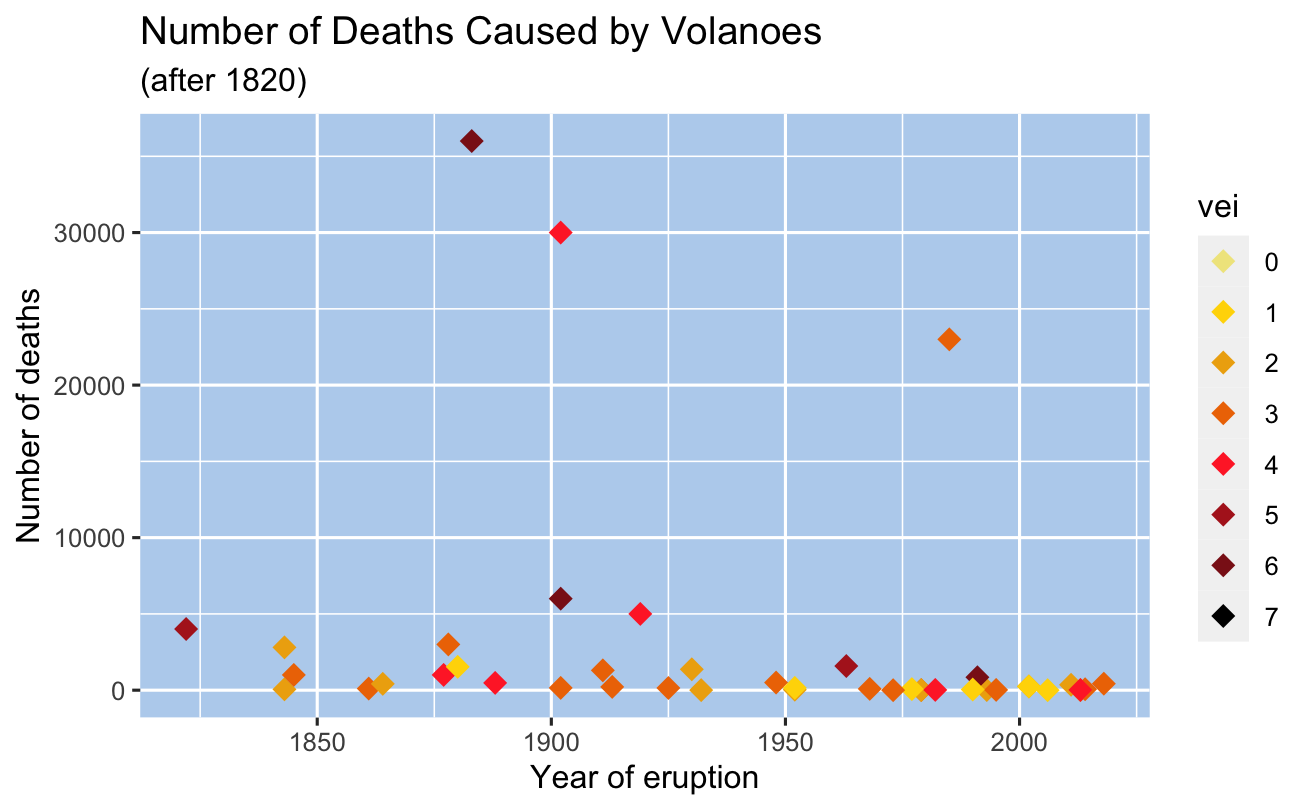 Number of Deaths Caused by Volanoes
(after 1820)
Number of deaths
30000
20000
10000
0
1850 1900 1950 2000
Year of eruption
vei
0
1
2
3
4
5
6
7